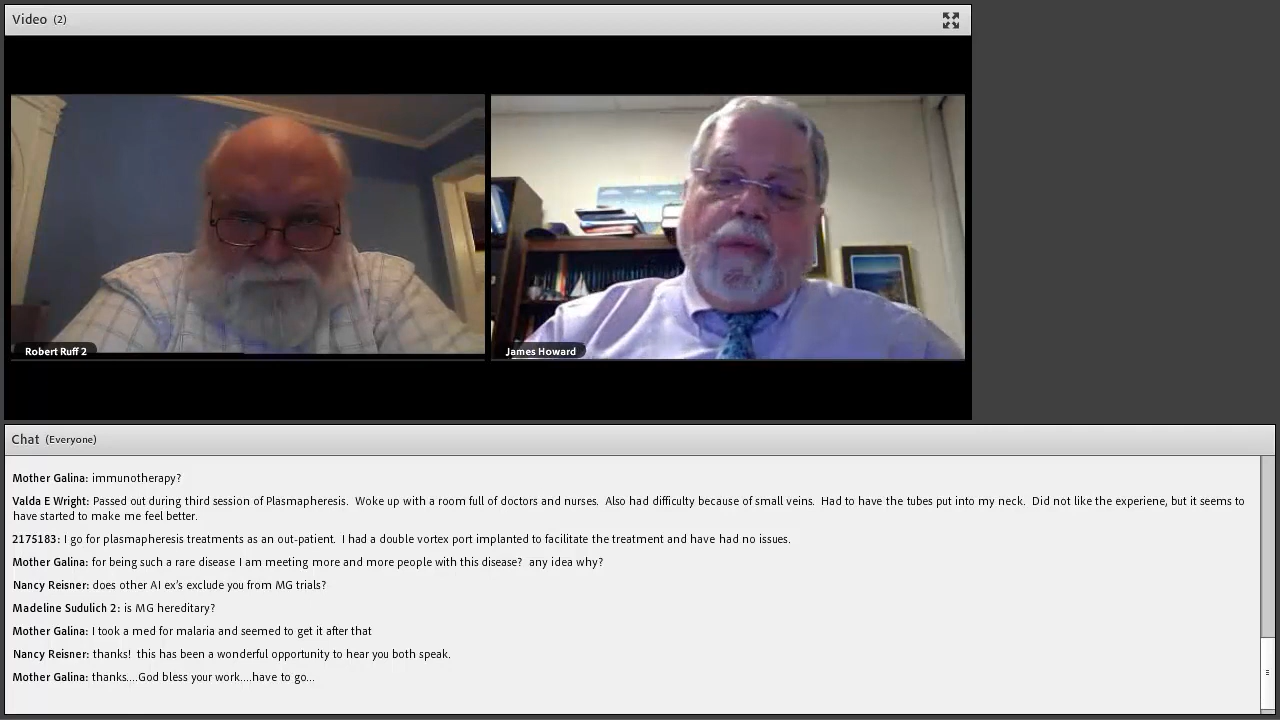 Video (2)
Robert Ruff 2
James Howard
Chat (Everyone)
Mother Galina: immunotherapy?
Valda E Wright: Passed out during third session of Plasmapheresis. Woke up with a room full of doctors and nurses. Also had difficulty because of small veins. Had to have the tubes put into my neck. Did not like the experiene, but it seems to
have started to make me feel better.
2175183: I go for plasmapheresis treatments as an out-patient. I had a double vortex port implanted to facilitate the treatment and have had no issues.
Mother Galina: for being such a rare disease I am meeting more and more people with this disease? any idea why?
Nancy Reisner: does other AI ex's exclude you from MG trials?
Madeline Sudulich 2: is MG hereditary?
Mother Galina: I took a med for malaria and seemed to get it after that
Nancy Reisner: thanks! this has been a wonderful opportunity to hear you both speak.
Mother Galina: thanks....God bless your work....have to go...